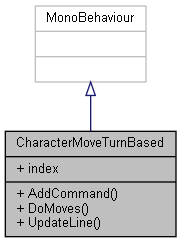 MonoBehaviour
CharacterMoveTurnBased
+ index
+ AddCommand()
+ DoMoves()
+ UpdateLine()